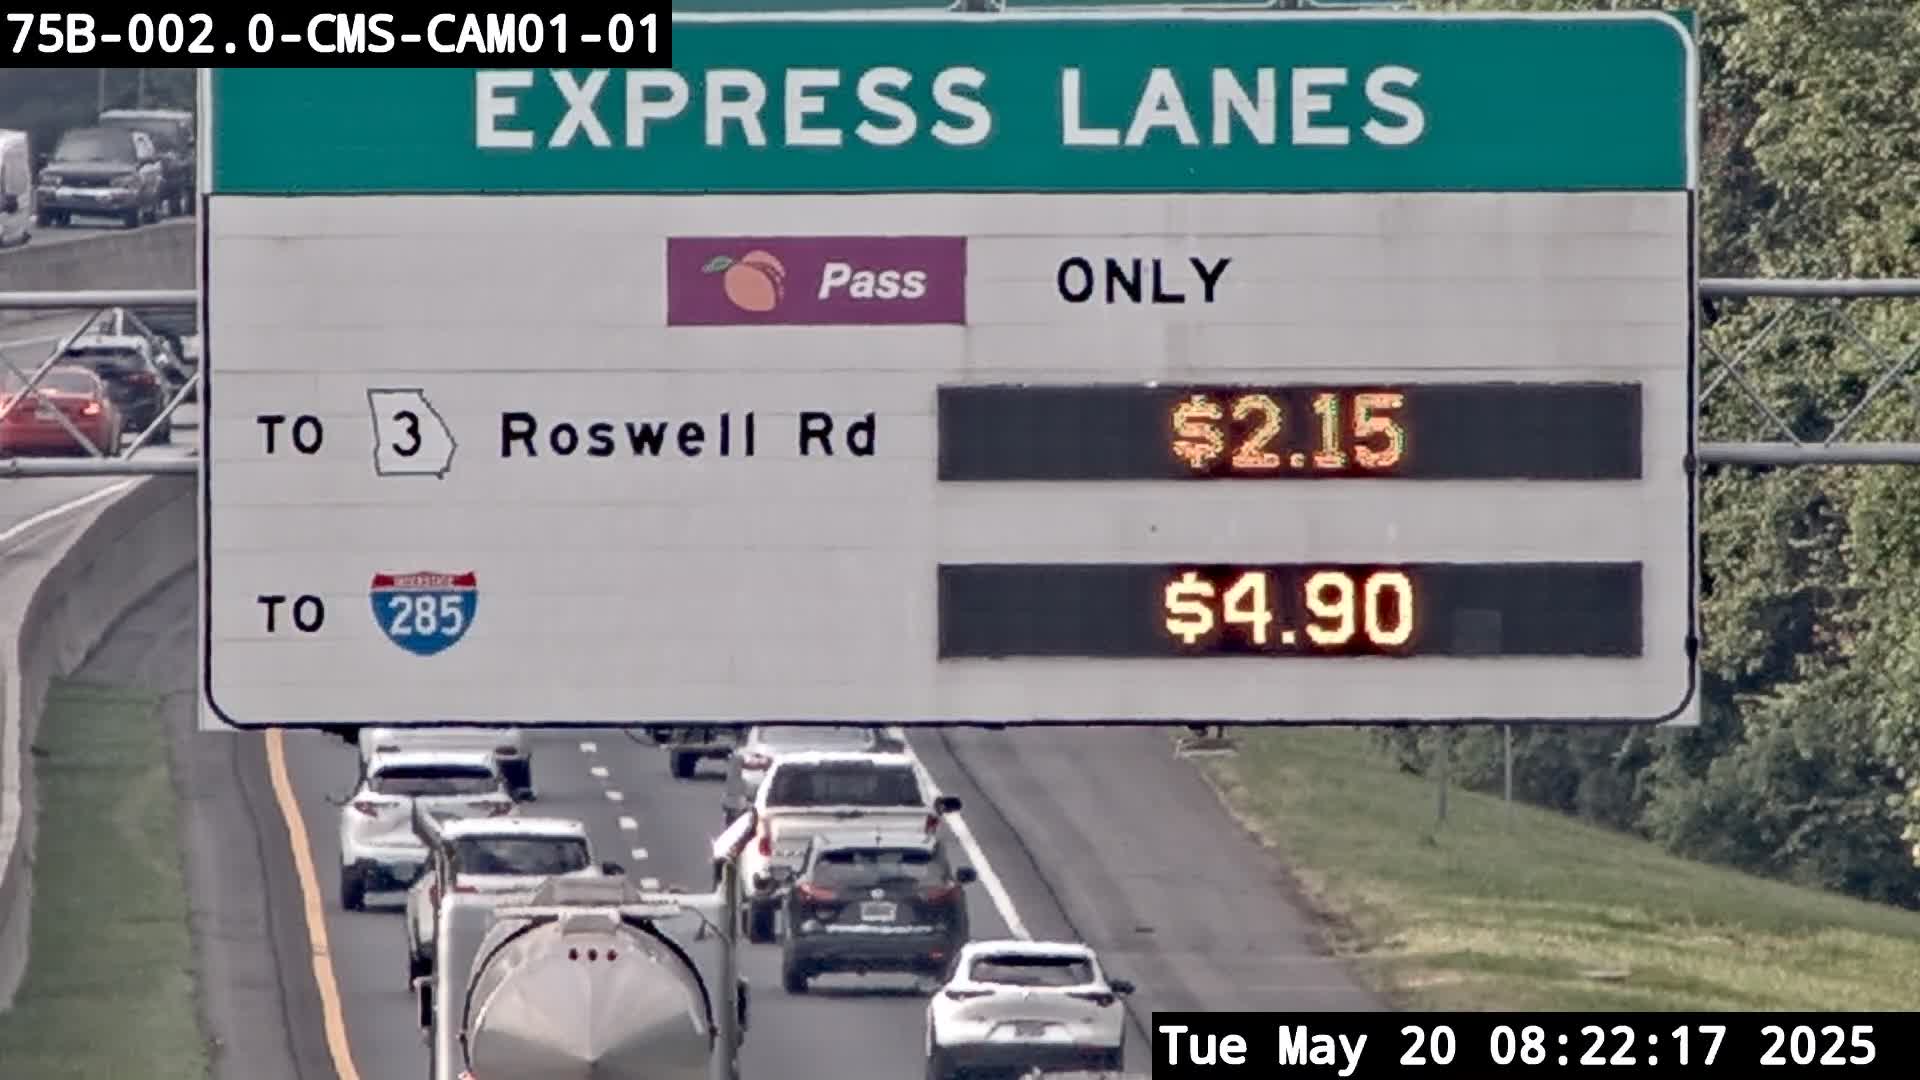 75B-002.0-CMS-CAM01-01
EXPRESS LANES
Pass ONLY
TO 3 Roswell Rd $2.15
TO INTERSTATE 285 $4.90
Tue May 20 08:22:17 2025